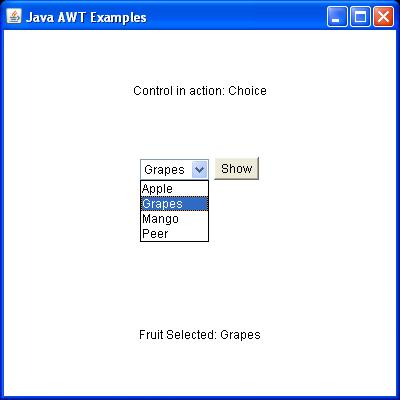 Java AWT Examples
Control in action: Choice
Grapes Show
Apple
Grapes
Mango
Peer
Fruit Selected: Grapes